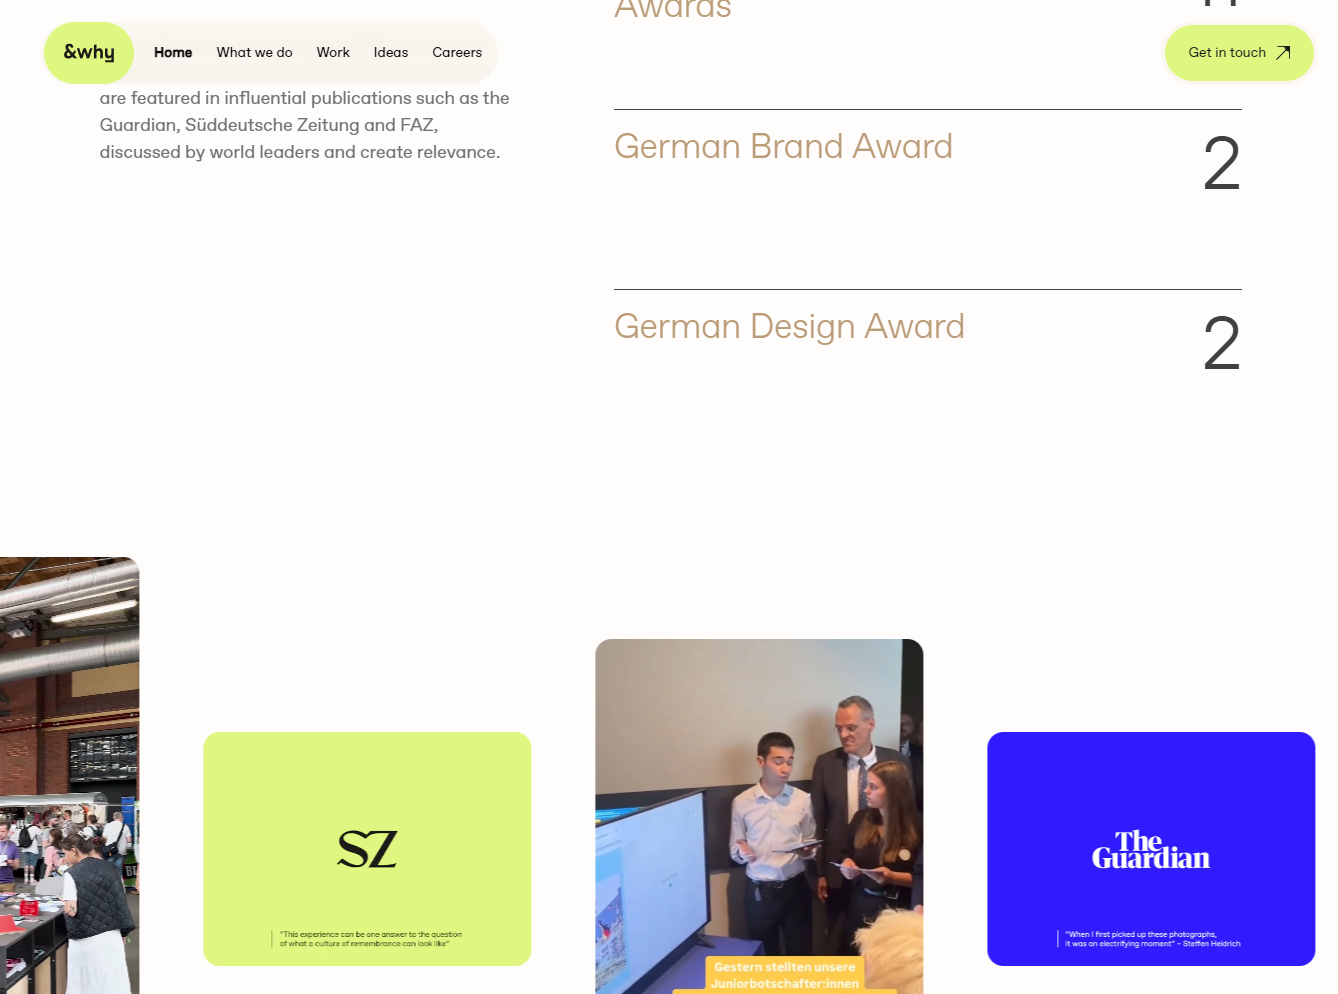 Awards
&why
Home
What we do
Work
Ideas
Careers
Get in touch
are featured in influential publications such as the
Guardian, Süddeutsche Zeitung and FAZ,
discussed by world leaders and create relevance.
German Brand Award
2
German Design Award
2
SZ
“This experience can be one answer to the question
of what a culture of remembrance can look like”
Gestern stellten unsere
Juniorbotschafter:innen
The
Guardian
“When I first picked up these photographs,
it was an electrifying moment” – Steffen Heidrich